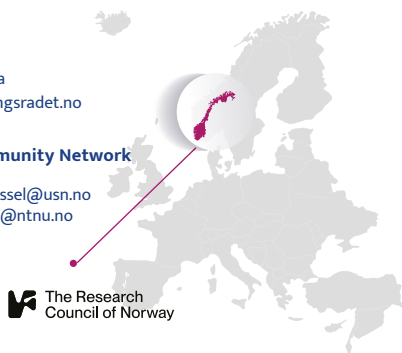 a
ngsradet.no
munity Network
ssel@usn.no
@ntnu.no
The Research
Council of Norway